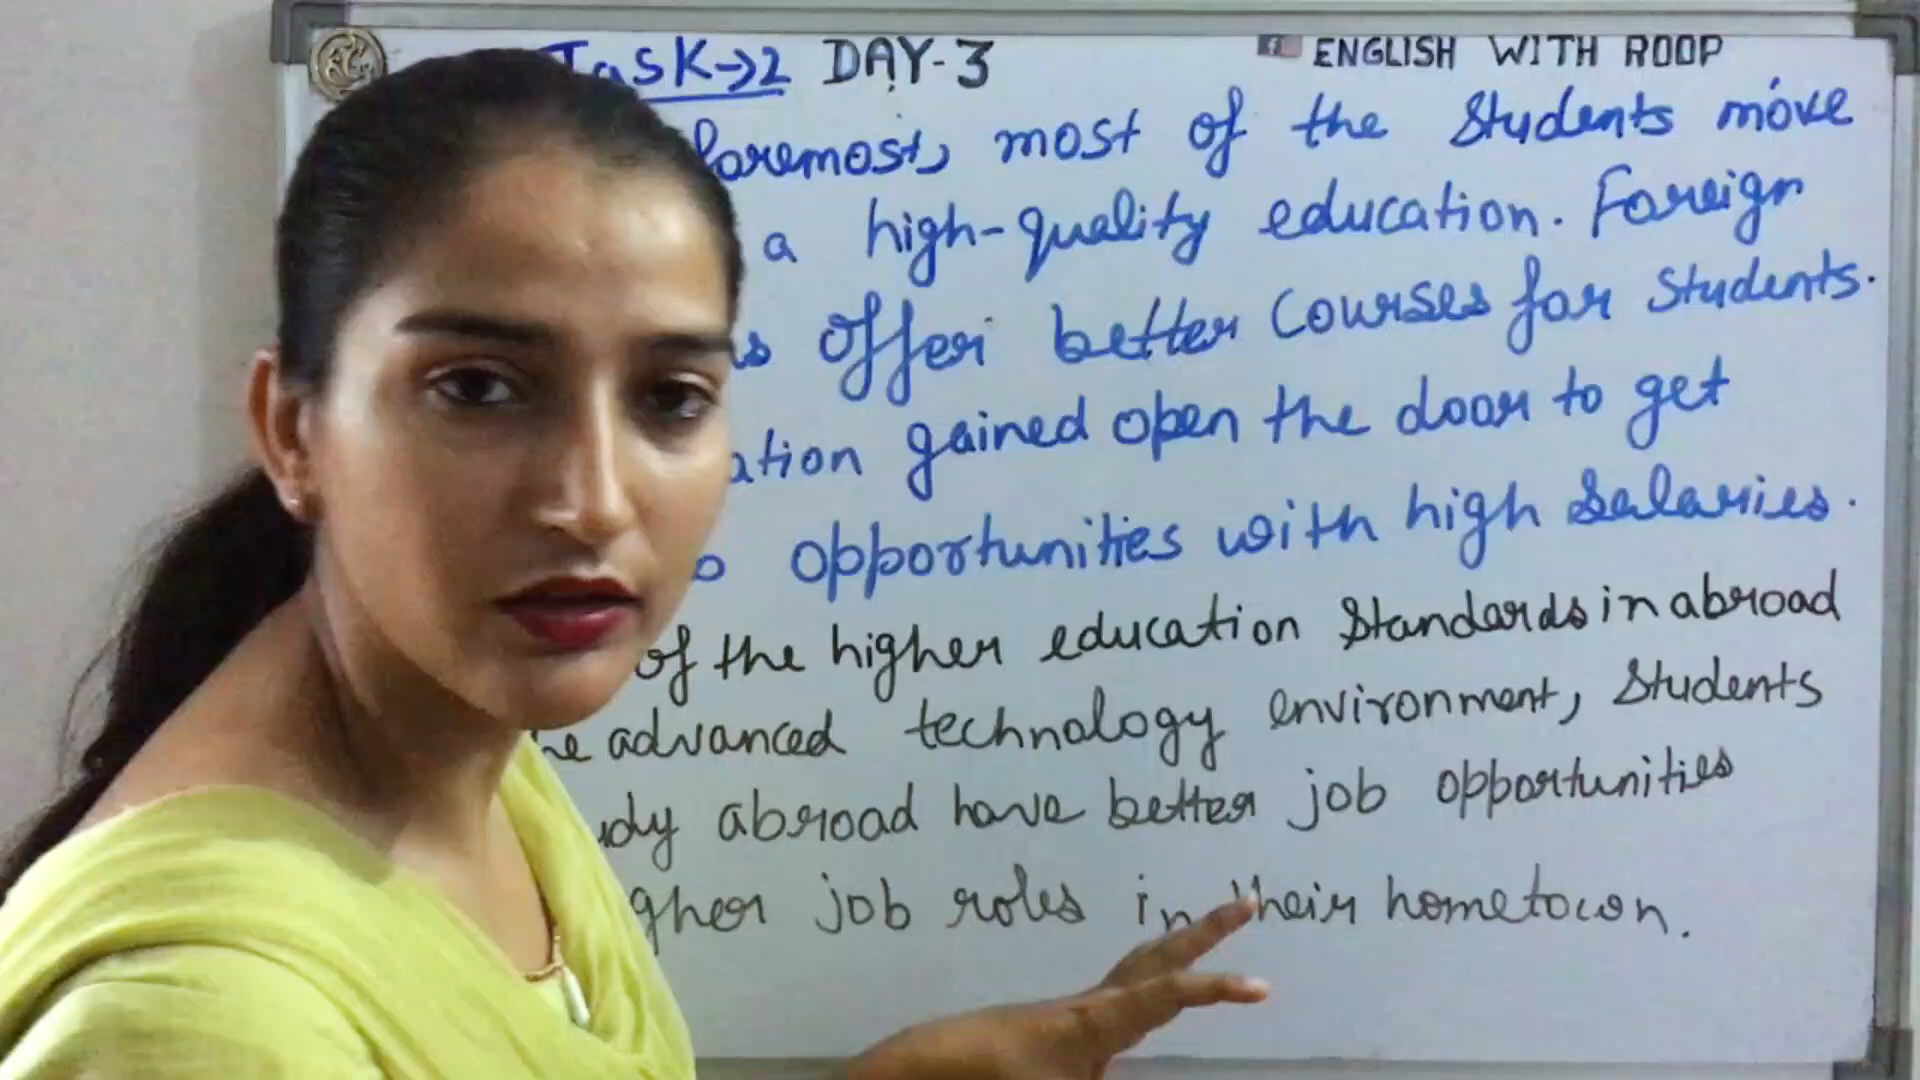 Task→2 DAY-3
ENGLISH WITH ROOP
foremost, most of the Students move
a high-quality education. Foreign
offer better Courses for Students.
gained open the door to get
opportunities with high Salaries.
of the higher education Standards in abroad
advanced technology environment, Students
abroad have better job opportunities
job roles in their hometown.